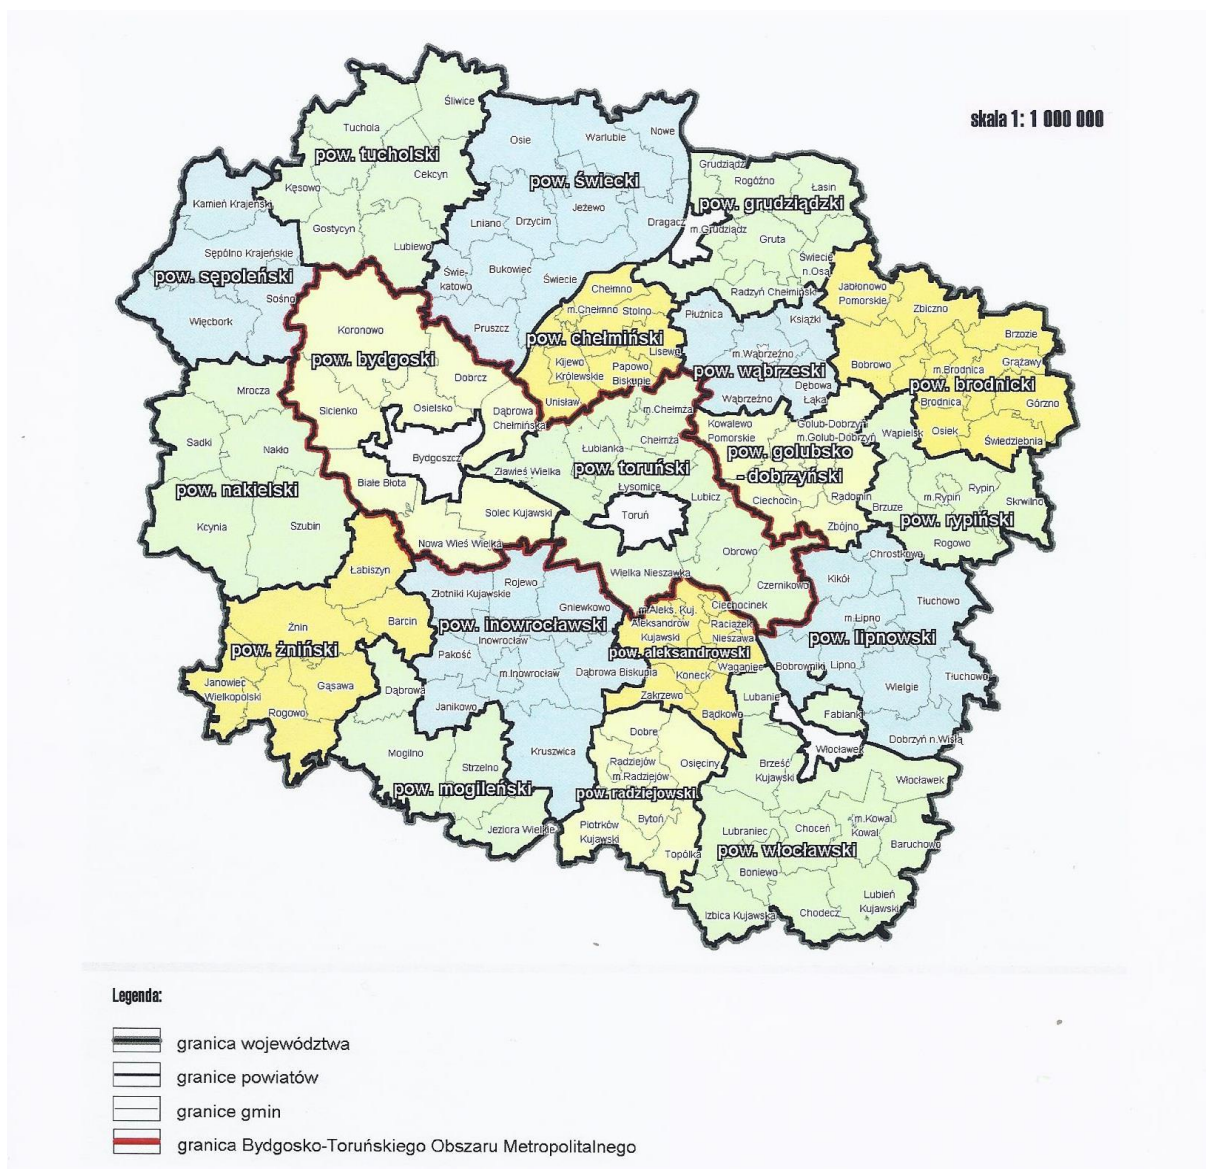 skala 1: 1 000 000
Śliwice
Tuchola
pow. tucholski
Cekcyn
Kęsowo
Gostycyn
Lubiewo
Osie
Warlubie
Nowe
pow. świecki
Jeżewo
Lniano
Drzycim
Dragacz
Bukowiec
Świe-
katowo
Świecie
Pruszcz
Grudziądz
Rogóźno
Łasin
pow. grudziądzki
m.Grudziądz
Gruta
Świecie
n.Osą
Radzyń Chełmiński
Kamień Krajeński
Sępólno Krajeńskie
pow. sępoleński
Sośno
Więcbork
Chełmno
m.Chełmno
Stolno
pow. chełmiński
Lisewo
Kijewo
Królewskie
Papowo
Biskupie
Unisław
Płużnica
Książki
m.Wąbrzeźno
pow. wąbrzeski
Dębowa
Łąka
Wąbrzeźno
Jabłonowo
Pomorskie
Zbiczno
Brzozie
Grążawy
Bobrowo
m.Brodnica
pow. brodnicki
Brodnica
Górzno
Osiek
Świedziebnia
Koronowo
pow. bydgoski
Dobrcz
Sicienko
Osielsko
Dąbrowa
Chełmińska
Bydgoszcz
Białe Błota
Solec Kujawski
Nowa Wieś Wielka
Mrocza
Sadki
Nakło
pow. nakielski
Kcynia
Szubin
m.Chełmża
Chełmża
Łubianka
Zławieś Wielka
pow. toruński
Łysomice
Lubicz
Toruń
Obrowo
Wielka Nieszawka
Czernikowo
Kowalewo
Pomorskie
Golub-Dobrzyń
m.Golub-Dobrzyń
pow. golubsko
- dobrzyński
Ciechocin
Radomin
Zbójno
Wąpielsk
Rypin
m.Rypin
Skrwilno
Brzuze
pow. rypiński
Rogowo
Łabiszyn
Żnin
Barcin
pow. żniński
Janowiec
Wielkopolski
Gąsawa
Rogowo
Rojewo
Złotniki Kujawskie
Gniewkowo
pow. inowrocławski
Inowrocław
Pakość
m.Inowrocław
Dąbrowa Biskupia
Janikowo
Kruszwica
m.Aleks. Kuj.
Ciechocinek
Aleksandrów
Kujawski
Raciążek
Nieszawa
pow. aleksandrowski
Waganiec
Koneck
Zakrzewo
Bądkowo
Chrostkowo
Kikół
Tłuchowo
m.Lipno
pow. lipnowski
Bobrowniki
Lipno
Tłuchowo
Wielgie
Dobrzyń n.Wisłą
Dąbrowa
Mogilno
Strzelno
pow. mogileński
Jeziora Wielkie
Dobre
Radziejów
Osięciny
m.Radziejów
pow. radziejowski
Bytoń
Piotrków
Kujawski
Topólka
Lubanie
Fabianki
Włocławek
Brześć
Kujawski
Włocławek
m.Kowal
Kowal
Choceń
Lubraniec
Baruchowo
pow. włocławski
Boniewo
Lubień
Kujawski
Izbica Kujawska
Chodecz
Legenda:
granica województwa
granice powiatów
granice gmin
granica Bydgosko-Toruńskiego Obszaru Metropolitalnego